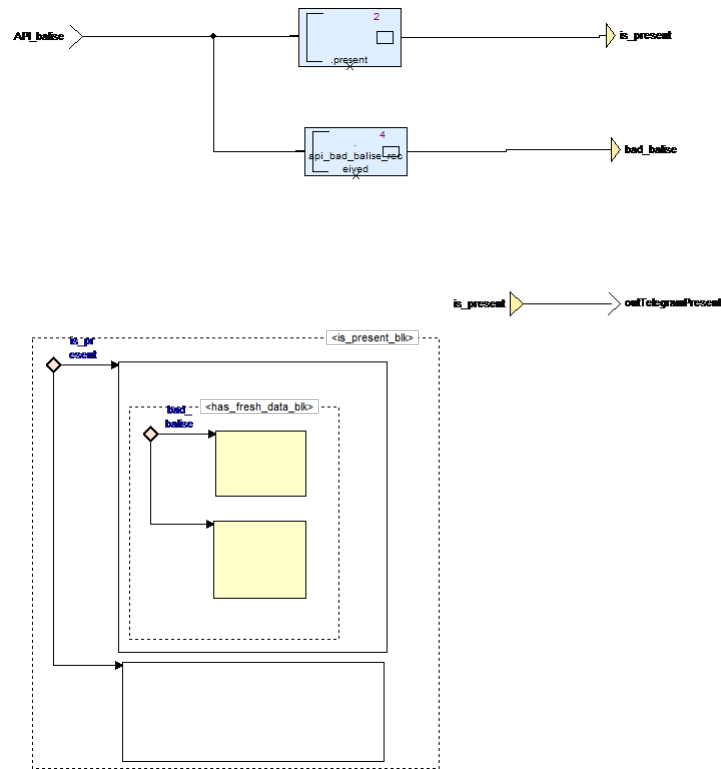 2
API_balise
is_present
.present
4
.
api_bad_balise_rec
eived
bad_balise
is_present
outTelegramPresent
<is_present_blk>
is_pr
esent
<has_fresh_data_blk>
bad_
balise